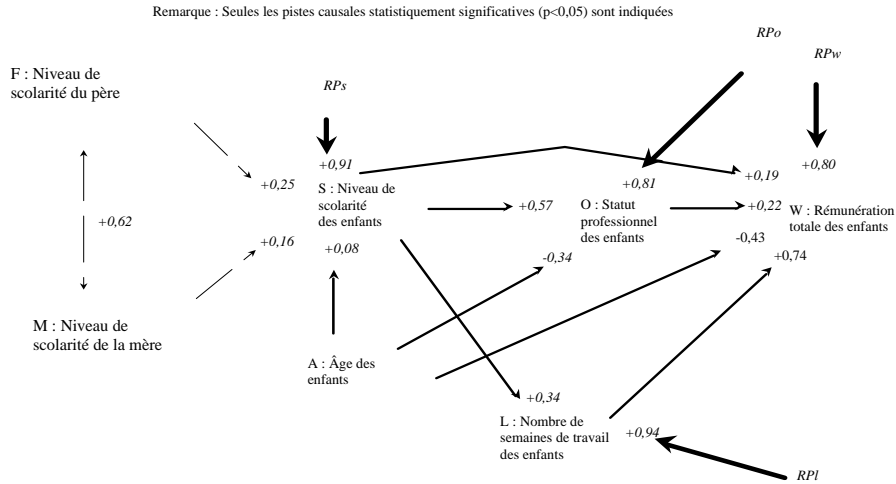 Remarque : Seules les pistes causales statistiquement significatives (p<0,05) sont indiquées
RPo
RPw
F : Niveau de
scolarité du père
RPs
+0,91
+0,80
+0,25
S : Niveau de
scolarité
des enfants
+0,81
+0,19
+0,57
O : Statut
professionnel
des enfants
+0,22
W : Rémunération
totale des enfants
+0,62
+0,16
+0,08
-0,43
-0,34
+0,74
M : Niveau de
scolarité de la mère
A : Âge des
enfants
+0,34
L : Nombre de
semaines de travail
des enfants
+0,94
RPl